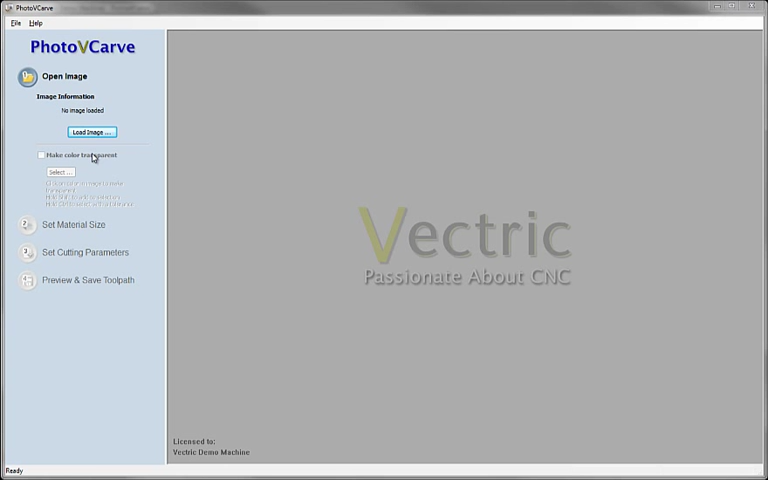 PhotoVCarve
File Help
PhotoVCarve
Open Image
Image Information
No image loaded
Load Image ...
Make color transparent
Select ...
transparent
Set Material Size
Set Cutting Parameters
Preview & Save Toolpath
Vectric
Passionate About CNC
Licensed to:
Vectric Demo Machine
Ready